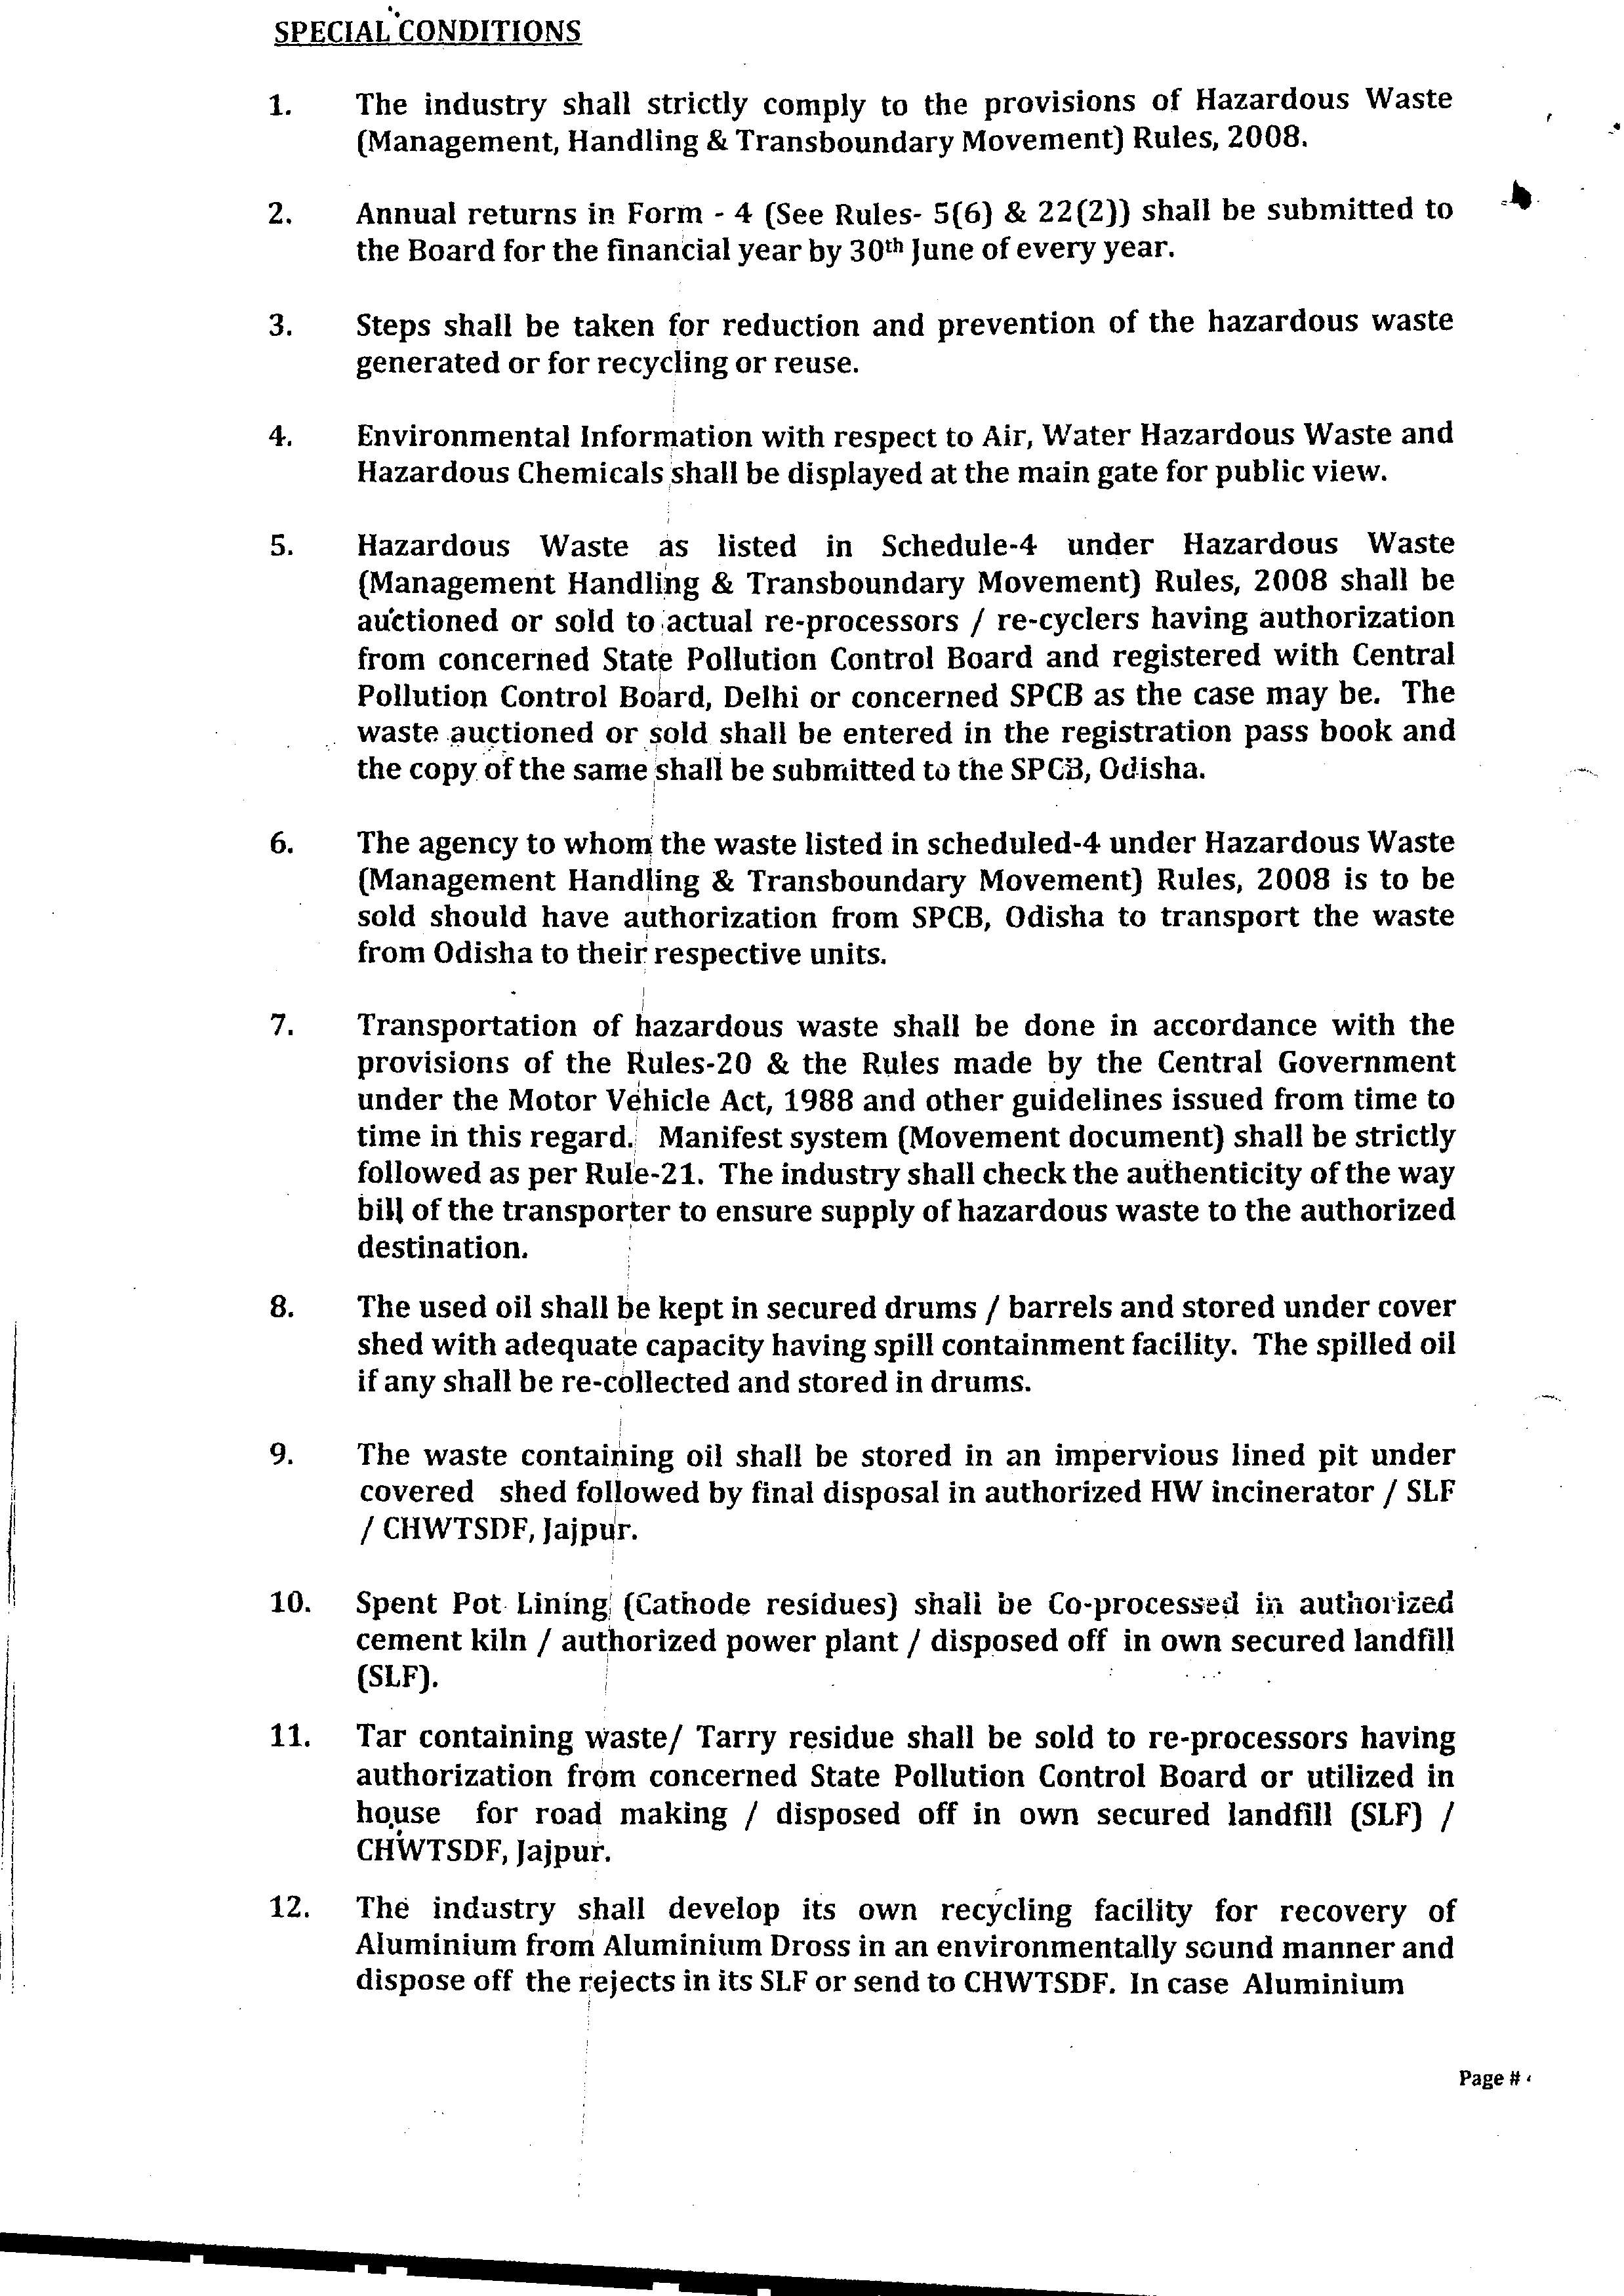 SPECIAL CONDITIONS
1. The industry shall strictly comply to the provisions of Hazardous Waste
(Management, Handling & Transboundary Movement) Rules, 2008.
2. Annual returns in Form - 4 (See Rules- 5(6) & 22(2)) shall be submitted to
the Board for the financial year by 30th June of every year.
3. Steps shall be taken for reduction and prevention of the hazardous waste
generated or for recycling or reuse.
4. Environmental Information with respect to Air, Water Hazardous Waste and
Hazardous Chemicals shall be displayed at the main gate for public view.
5. Hazardous Waste as listed in Schedule-4 under Hazardous Waste
(Management Handling & Transboundary Movement) Rules, 2008 shall be
auctioned or sold to actual re-processors / re-cyclers having authorization
from concerned State Pollution Control Board and registered with Central
Pollution Control Board, Delhi or concerned SPCB as the case may be. The
waste auctioned or sold shall be entered in the registration pass book and
the copy of the same shall be submitted to the SPCB, Odisha.
6. The agency to whom the waste listed in scheduled-4 under Hazardous Waste
(Management Handling & Transboundary Movement) Rules, 2008 is to be
sold should have authorization from SPCB, Odisha to transport the waste
from Odisha to their respective units.
7. Transportation of hazardous waste shall be done in accordance with the
provisions of the Rules-20 & the Rules made by the Central Government
under the Motor Vehicle Act, 1988 and other guidelines issued from time to
time in this regard. Manifest system (Movement document) shall be strictly
followed as per Rule-21. The industry shall check the authenticity of the way
bill of the transporter to ensure supply of hazardous waste to the authorized
destination.
8. The used oil shall be kept in secured drums / barrels and stored under cover
shed with adequate capacity having spill containment facility. The spilled oil
if any shall be re-collected and stored in drums.
9. The waste containing oil shall be stored in an impervious lined pit under
covered shed followed by final disposal in authorized HW incinerator / SLF
/ CHWTSDF, Jajpur.
10. Spent Pot Lining (Cathode residues) shall be Co-processed in authorized
cement kiln / authorized power plant / disposed off in own secured landfill
(SLF).
11. Tar containing waste/ Tarry residue shall be sold to re-processors having
authorization from concerned State Pollution Control Board or utilized in
house for road making / disposed off in own secured landfill (SLF) /
CHWTSDF, Jajpur.
12. The industry shall develop its own recycling facility for recovery of
Aluminium from Aluminium Dross in an environmentally sound manner and
dispose off the rejects in its SLF or send to CHWTSDF. In case Aluminium
Page #